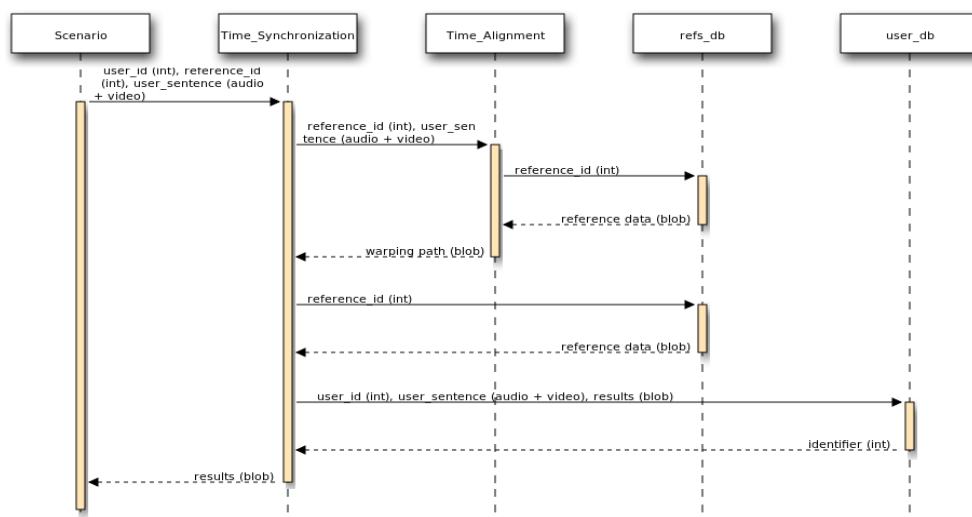 Scenario
Time_Synchronization
Time_Alignment
refs_db
user_db
user_id (int), reference_id
(int), user_sentence (audio
+ video)
reference_id (int), user_sen
tence (audio + video)
reference_id (int)
reference data (blob)
warping path (blob)
reference_id (int)
reference data (blob)
user_id (int), user_sentence (audio + video), results (blob)
identifier (int)
results (blob)